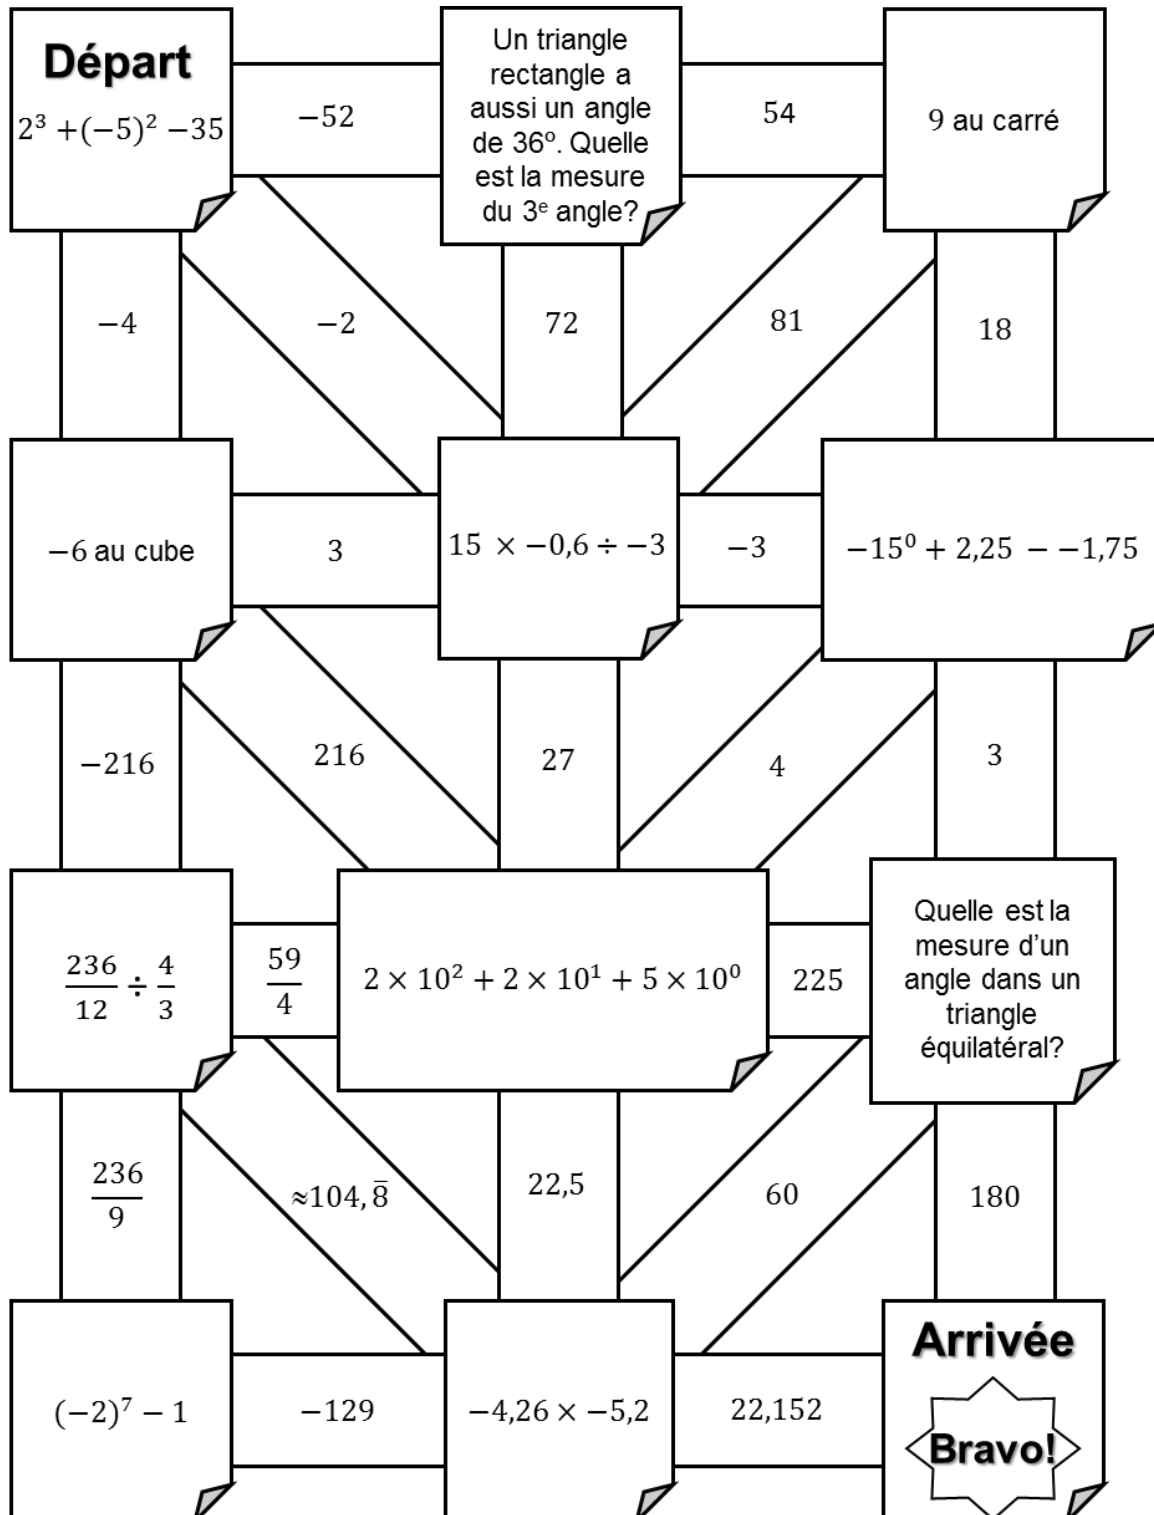 Départ
2³ +(−5)² −35
−52
Un triangle
rectangle a
aussi un angle
de 36º. Quelle
est la mesure
du 3ᵉ angle?
54
9 au carré
−4
−2
72
81
18
−6 au cube
3
15 × −0,6 ÷ −3
−3
−15⁰ + 2,25 − −1,75
−216
216
27
4
3
236/12 ÷ 4/3
59/4
2 × 10² + 2 × 10¹ + 5 × 10⁰
225
Quelle est la
mesure d’un
angle dans un
triangle
équilatéral?
236/9
≈104,8̅
22,5
60
180
(−2)⁷ − 1
−129
−4,26 × −5,2
22,152
Arrivée
Bravo!